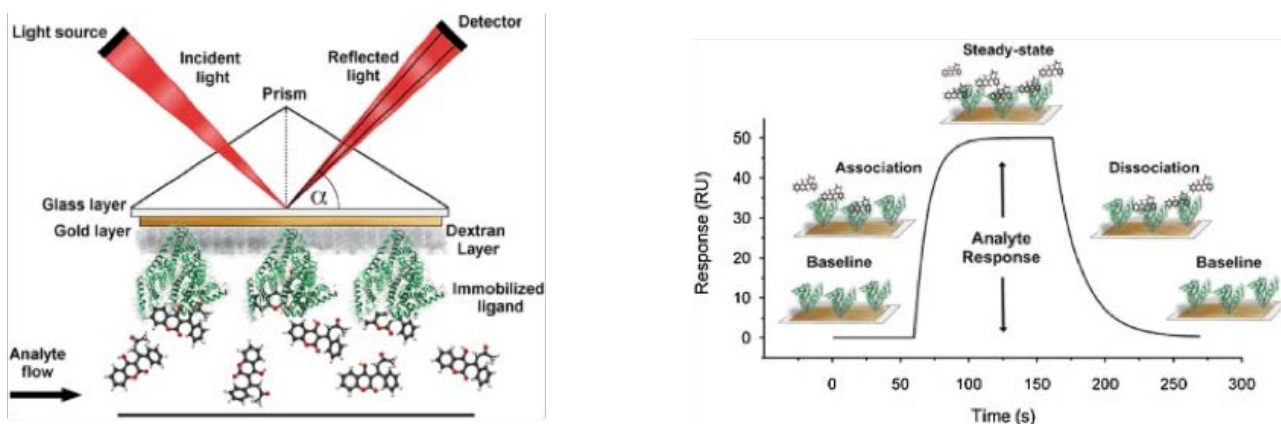 Light source
Detector
Incident
light
Reflected
light
Prism
α
Glass layer
Gold layer
Dextran
Layer
Immobilized
ligand
Analyte
flow
Steady-state
Association
Dissociation
Analyte
Response
Baseline
Baseline
Response (RU)
50
40
30
20
10
0
0
50
100
150
200
250
300
Time (s)